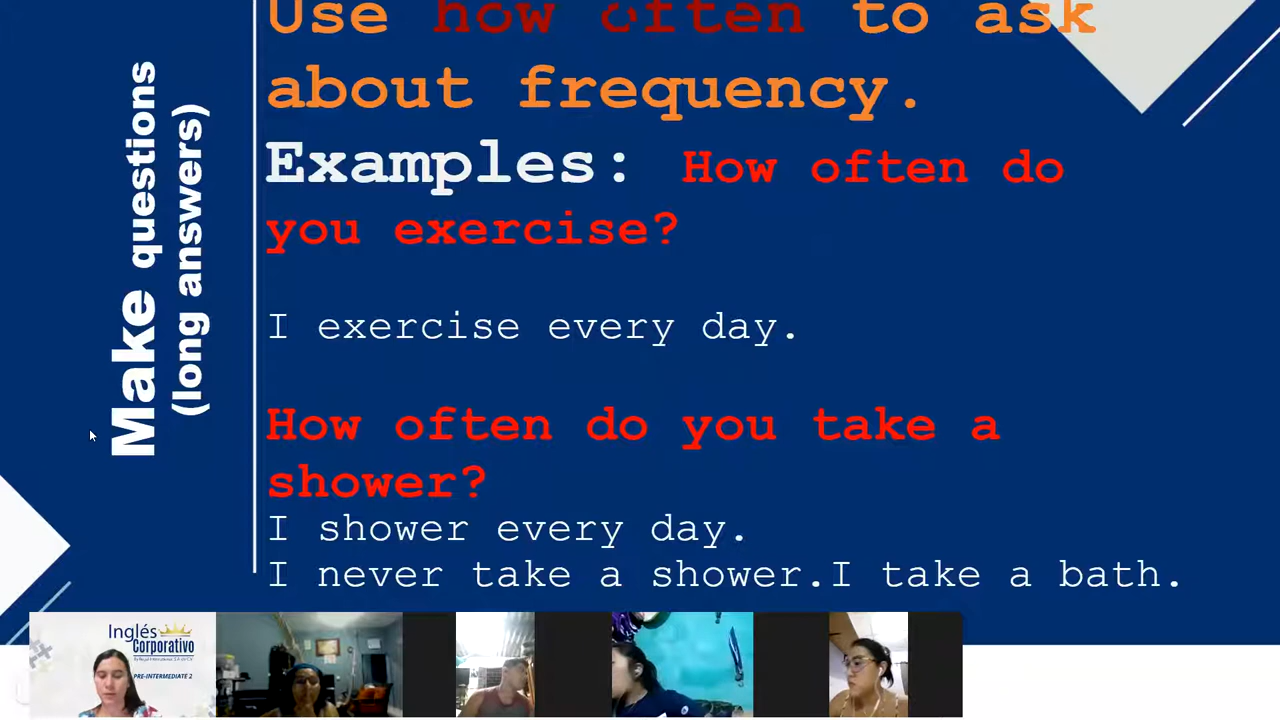 Use how often to ask
about frequency.
Examples: How often do
you exercise?
I exercise every day.
How often do you take a
shower?
I shower every day.
I never take a shower.I take a bath.
Make questions
(long answers)
Inglés
Corporativo
PRE-INTERMEDIATE 2